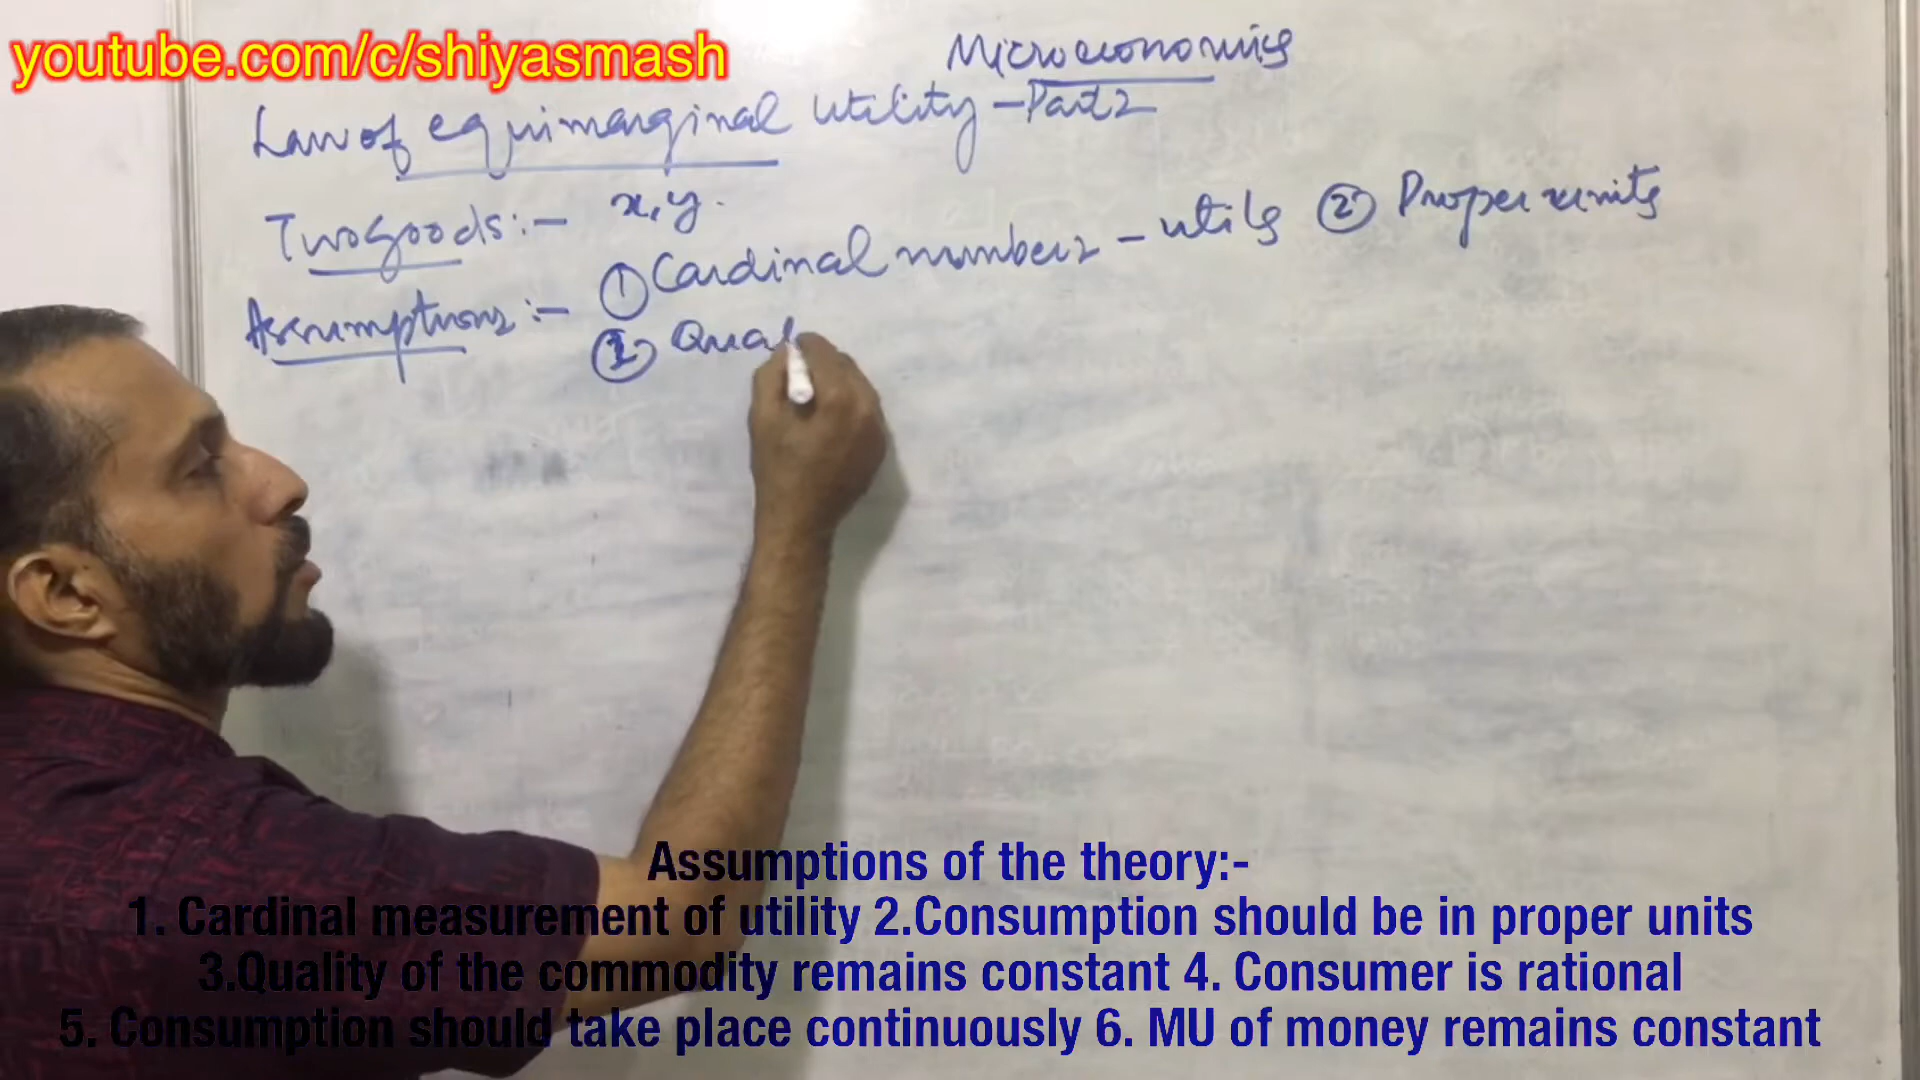 youtube.com/c/shiyasmash
Microeconomics
Law of equimarginal utility - Part 2
Two Goods:- x, y.
Assumptions:- ① Cardinal numbers - utils ② Proper units
Qual
Assumptions of the theory:-
1. Cardinal measurement of utility 2.Consumption should be in proper units
3.Quality of the commodity remains constant 4. Consumer is rational
5. Consumption should take place continuously 6. MU of money remains constant